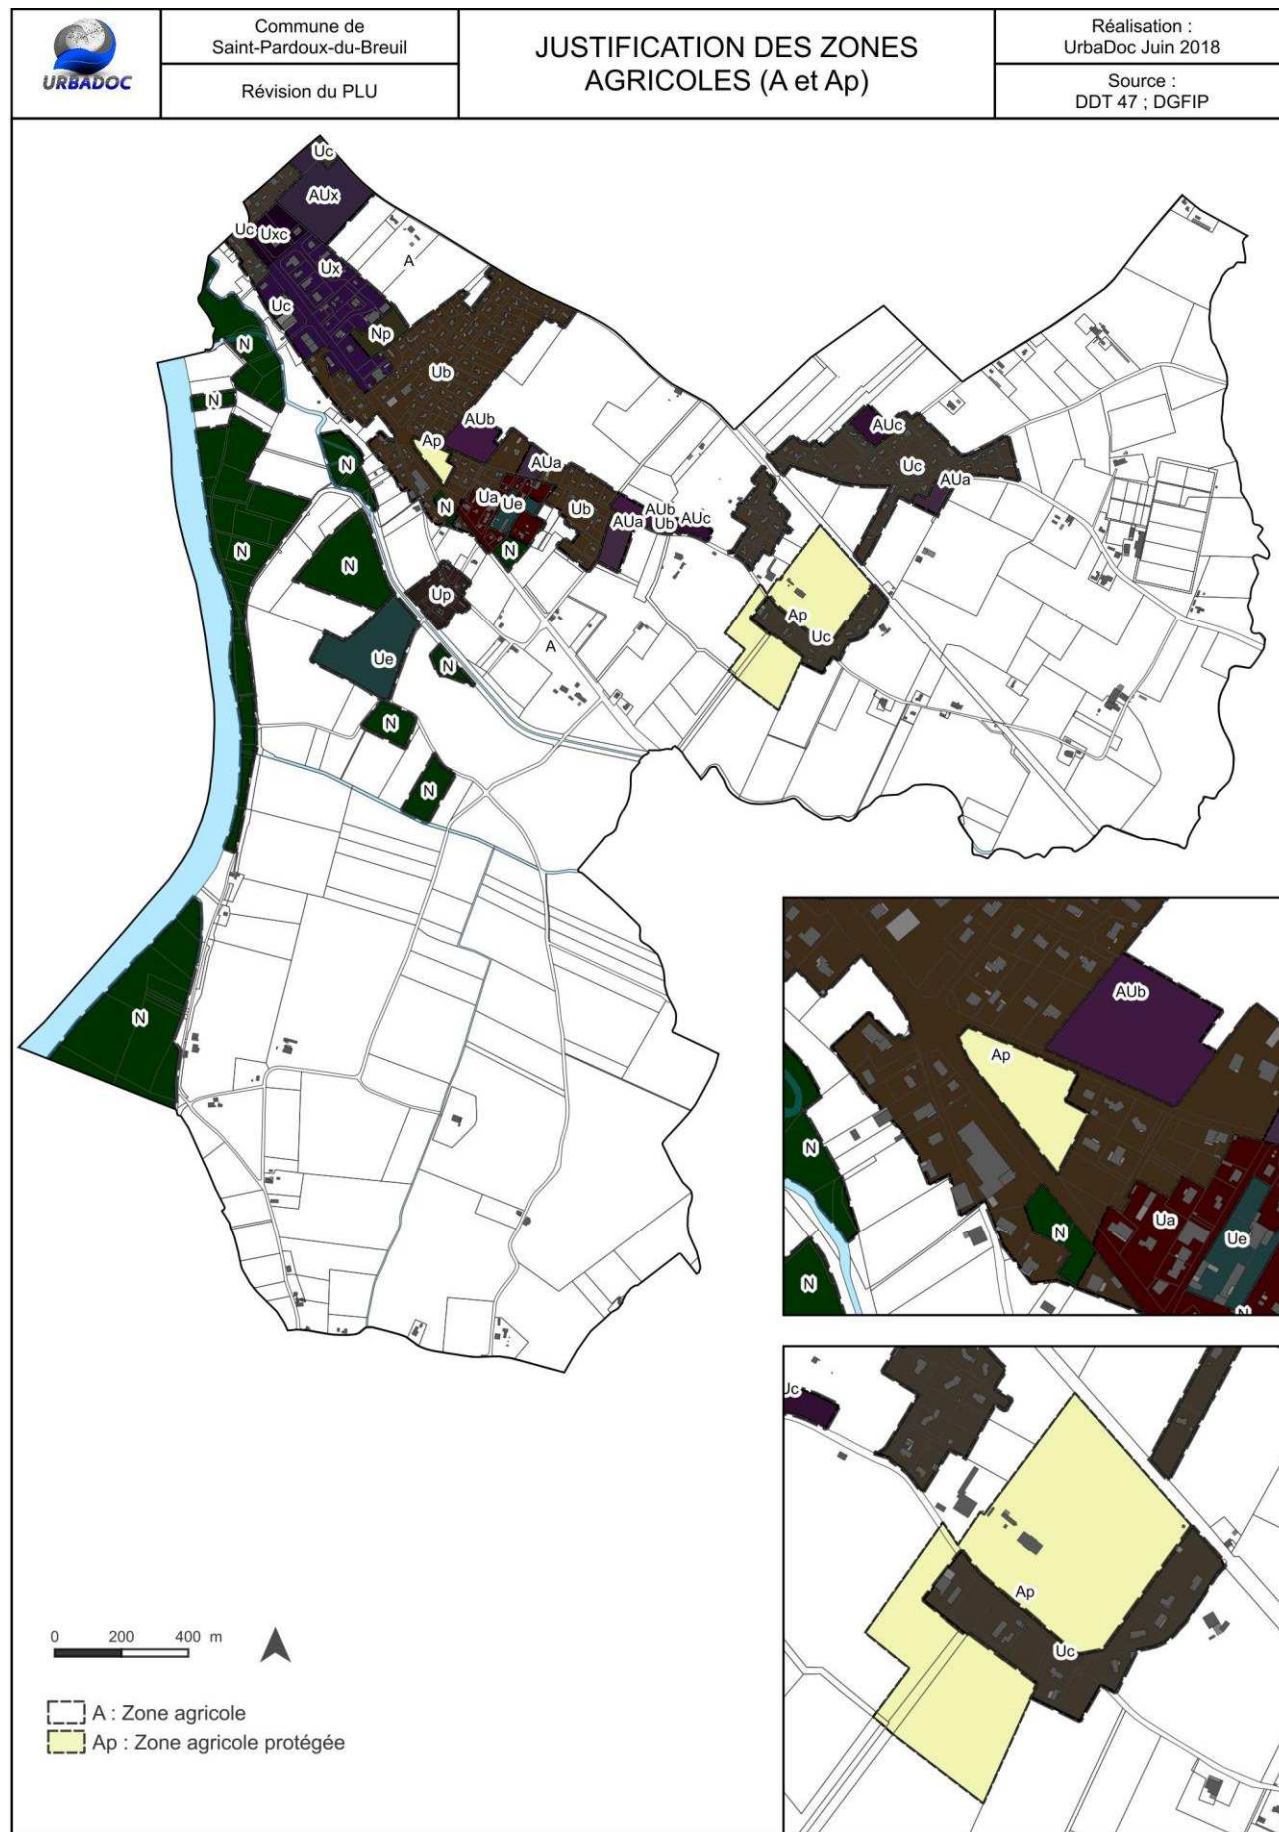 URBADOC
Commune de
Saint-Pardoux-du-Breuil
Révision du PLU
JUSTIFICATION DES ZONES
AGRICOLES (A et Ap)
Réalisation :
UrbaDoc Juin 2018
Source :
DDT 47 ; DGFIP
Uc
AUx
Uc
Uxc
Ux
A
Uc
Np
N
Ub
N
AUb
AUc
Ap
Uc
N
AUa
AUa
N
Ua
Ue
Ub
AUa
AUb
Ub
AUc
N
N
N
Up
Ap
Uc
A
Ue
N
N
N
N
AUb
Ap
N
N
Ua
Ue
N
N
Uc
Ap
Uc
0 200 400 m
A : Zone agricole
Ap : Zone agricole protégée